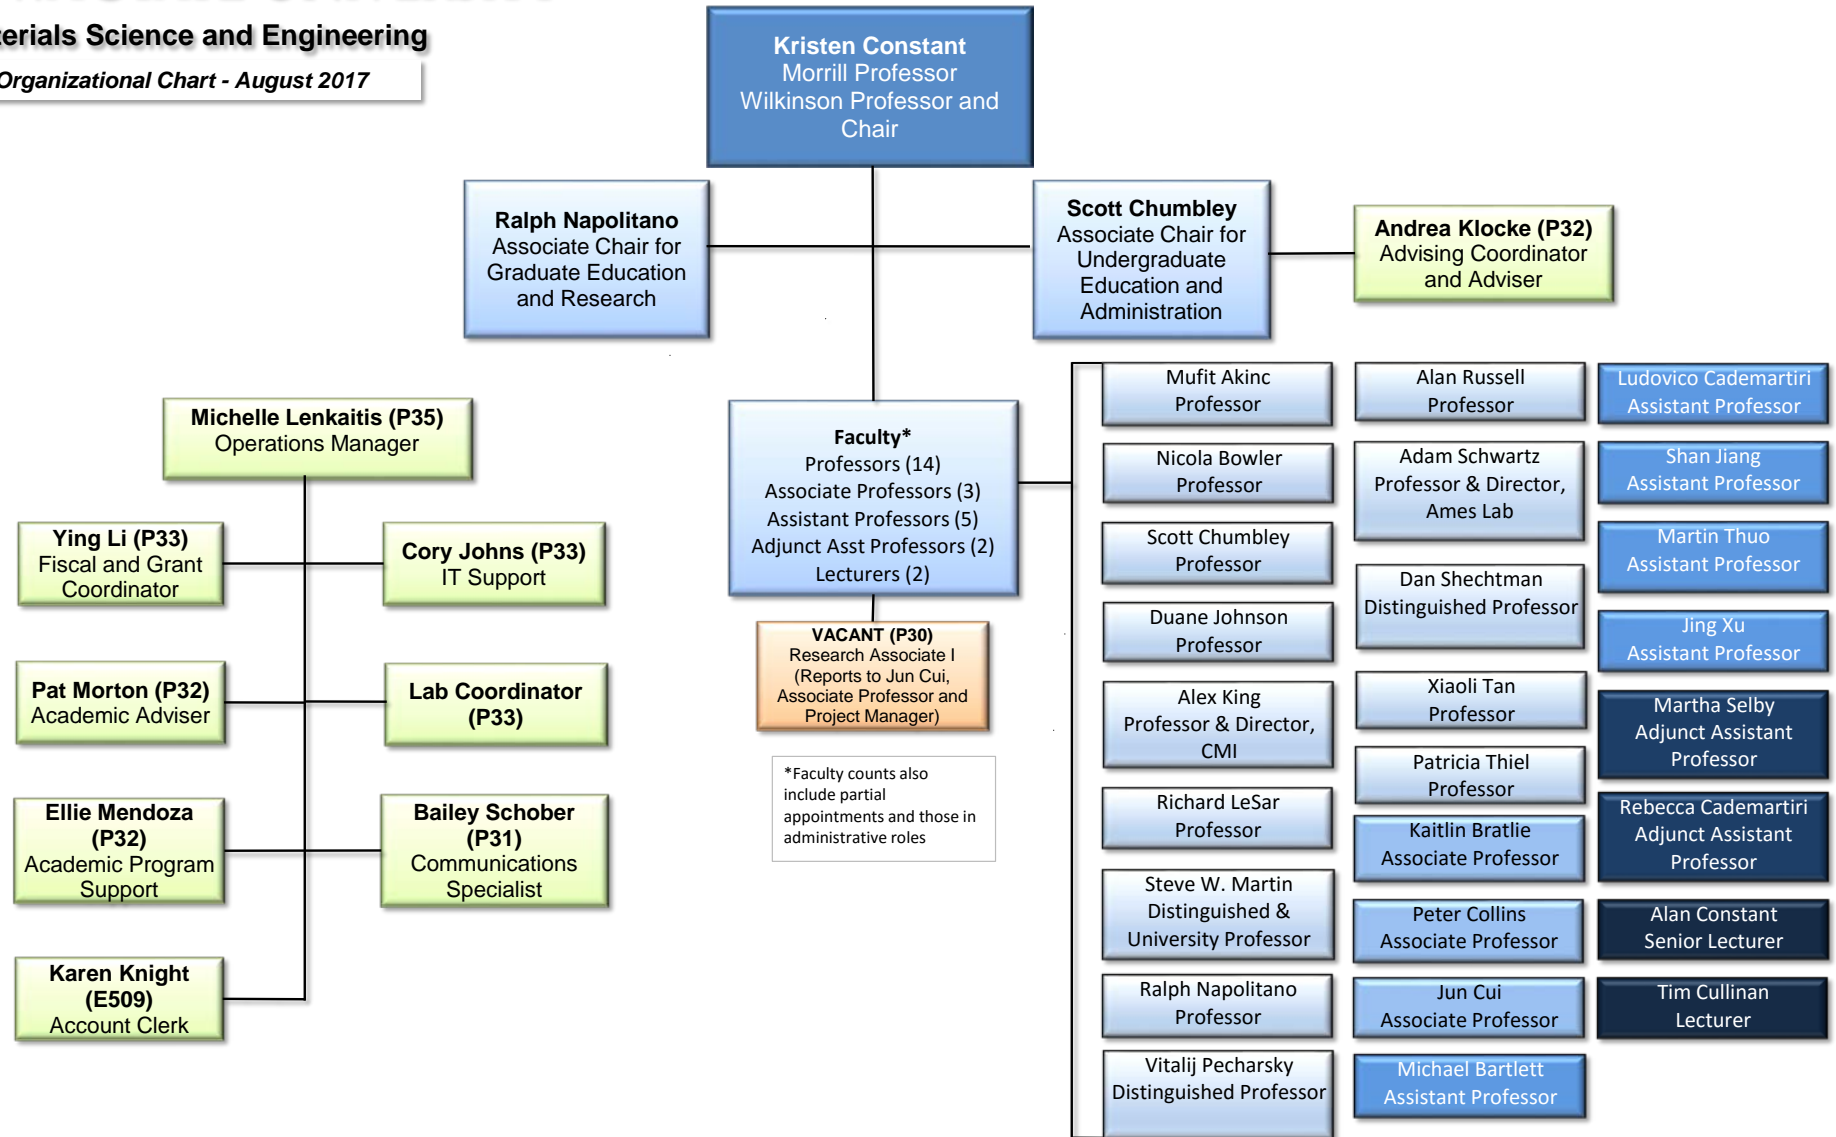 Materials Science and Engineering
Organizational Chart - August 2017
Kristen Constant
Morrill Professor
Wilkinson Professor and
Chair
Ralph Napolitano
Associate Chair for
Graduate Education
and Research
Scott Chumbley
Associate Chair for
Undergraduate
Education and
Administration
Andrea Klocke (P32)
Advising Coordinator
and Adviser
Michelle Lenkaitis (P35)
Operations Manager
Ying Li (P33)
Fiscal and Grant
Coordinator
Cory Johns (P33)
IT Support
Pat Morton (P32)
Academic Adviser
Lab Coordinator
(P33)
Ellie Mendoza
(P32)
Academic Program
Support
Bailey Schober
(P31)
Communications
Specialist
Karen Knight
(E509)
Account Clerk
Faculty*
Professors (14)
Associate Professors (3)
Assistant Professors (5)
Adjunct Asst Professors (2)
Lecturers (2)
VACANT (P30)
Research Associate I
(Reports to Jun Cui,
Associate Professor and
Project Manager)
*Faculty counts also
include partial
appointments and those in
administrative roles
Mufit Akinc
Professor
Nicola Bowler
Professor
Scott Chumbley
Professor
Duane Johnson
Professor
Alex King
Professor & Director,
CMI
Richard LeSar
Professor
Steve W. Martin
Distinguished &
University Professor
Ralph Napolitano
Professor
Vitalij Pecharsky
Distinguished Professor
Alan Russell
Professor
Adam Schwartz
Professor & Director,
Ames Lab
Dan Shechtman
Distinguished Professor
Xiaoli Tan
Professor
Patricia Thiel
Professor
Kaitlin Bratlie
Associate Professor
Peter Collins
Associate Professor
Jun Cui
Associate Professor
Michael Bartlett
Assistant Professor
Ludovico Cademartiri
Assistant Professor
Shan Jiang
Assistant Professor
Martin Thuo
Assistant Professor
Jing Xu
Assistant Professor
Martha Selby
Adjunct Assistant
Professor
Rebecca Cademartiri
Adjunct Assistant
Professor
Alan Constant
Senior Lecturer
Tim Cullinan
Lecturer